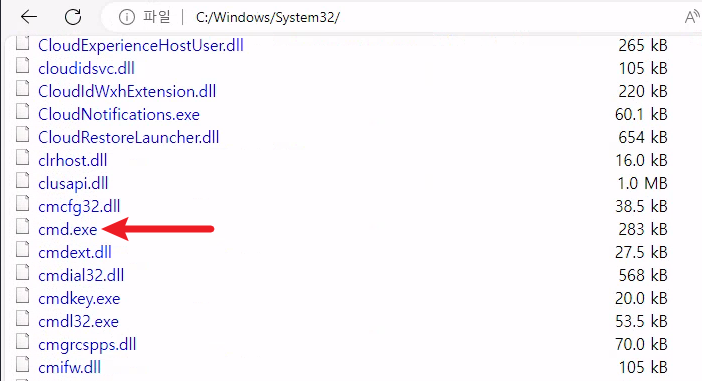 파일 C:/Windows/System32/ A
CloudExperienceHostUser.dll 265 kB
cloudidsvc.dll 105 kB
CloudIdWxhExtension.dll 220 kB
CloudNotifications.exe 60.1 kB
CloudRestoreLauncher.dll 654 kB
clrhost.dll 16.0 kB
clusapi.dll 1.0 MB
cmcfg32.dll 38.5 kB
cmd.exe 283 kB
cmdext.dll 27.5 kB
cmdial32.dll 568 kB
cmdkey.exe 20.0 kB
cmdl32.exe 53.5 kB
cmgrcspps.dll 70.0 kB
cmifw.dll 105 kB